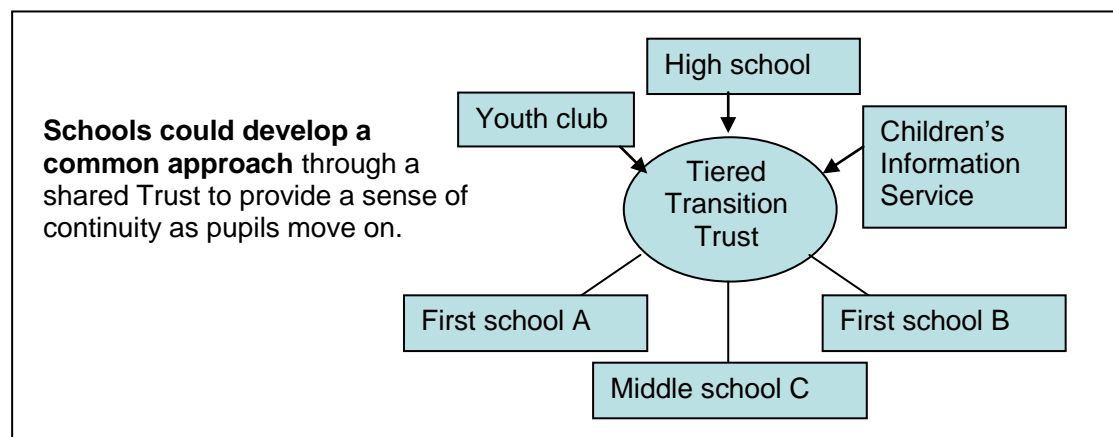 Schools could develop a
common approach through a
shared Trust to provide a sense of
continuity as pupils move on.
High school
Youth club
Children’s
Information
Service
Tiered
Transition
Trust
First school A
First school B
Middle school C